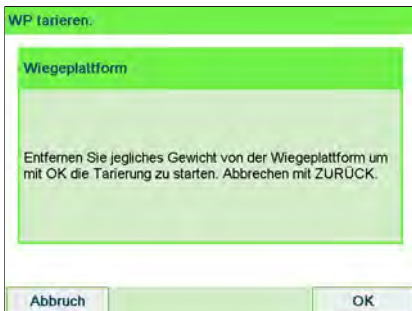 WP tarieren.
Wiegeplattform
Entfernen Sie jegliches Gewicht von der Wiegeplattform um
mit OK die Tarierung zu starten. Abbrechen mit ZURÜCK.
Abbruch
OK